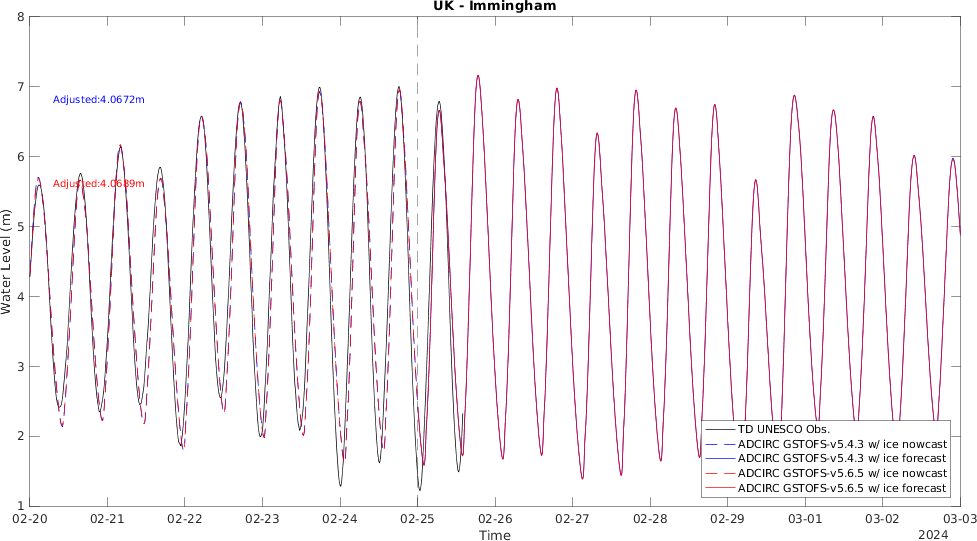 UK - Immingham
8
7
6
5
4
3
2
1
Water Level (m)
Adjusted:4.0672m
Adjusted:4.0689m
TD UNESCO Obs.
ADCIRC GSTOFS-v5.4.3 w/ ice nowcast
ADCIRC GSTOFS-v5.4.3 w/ ice forecast
ADCIRC GSTOFS-v5.6.5 w/ ice nowcast
ADCIRC GSTOFS-v5.6.5 w/ ice forecast
02-20 02-21 02-22 02-23 02-24 02-25 02-26 02-27 02-28 02-29 03-01 03-02 03-03
Time
2024